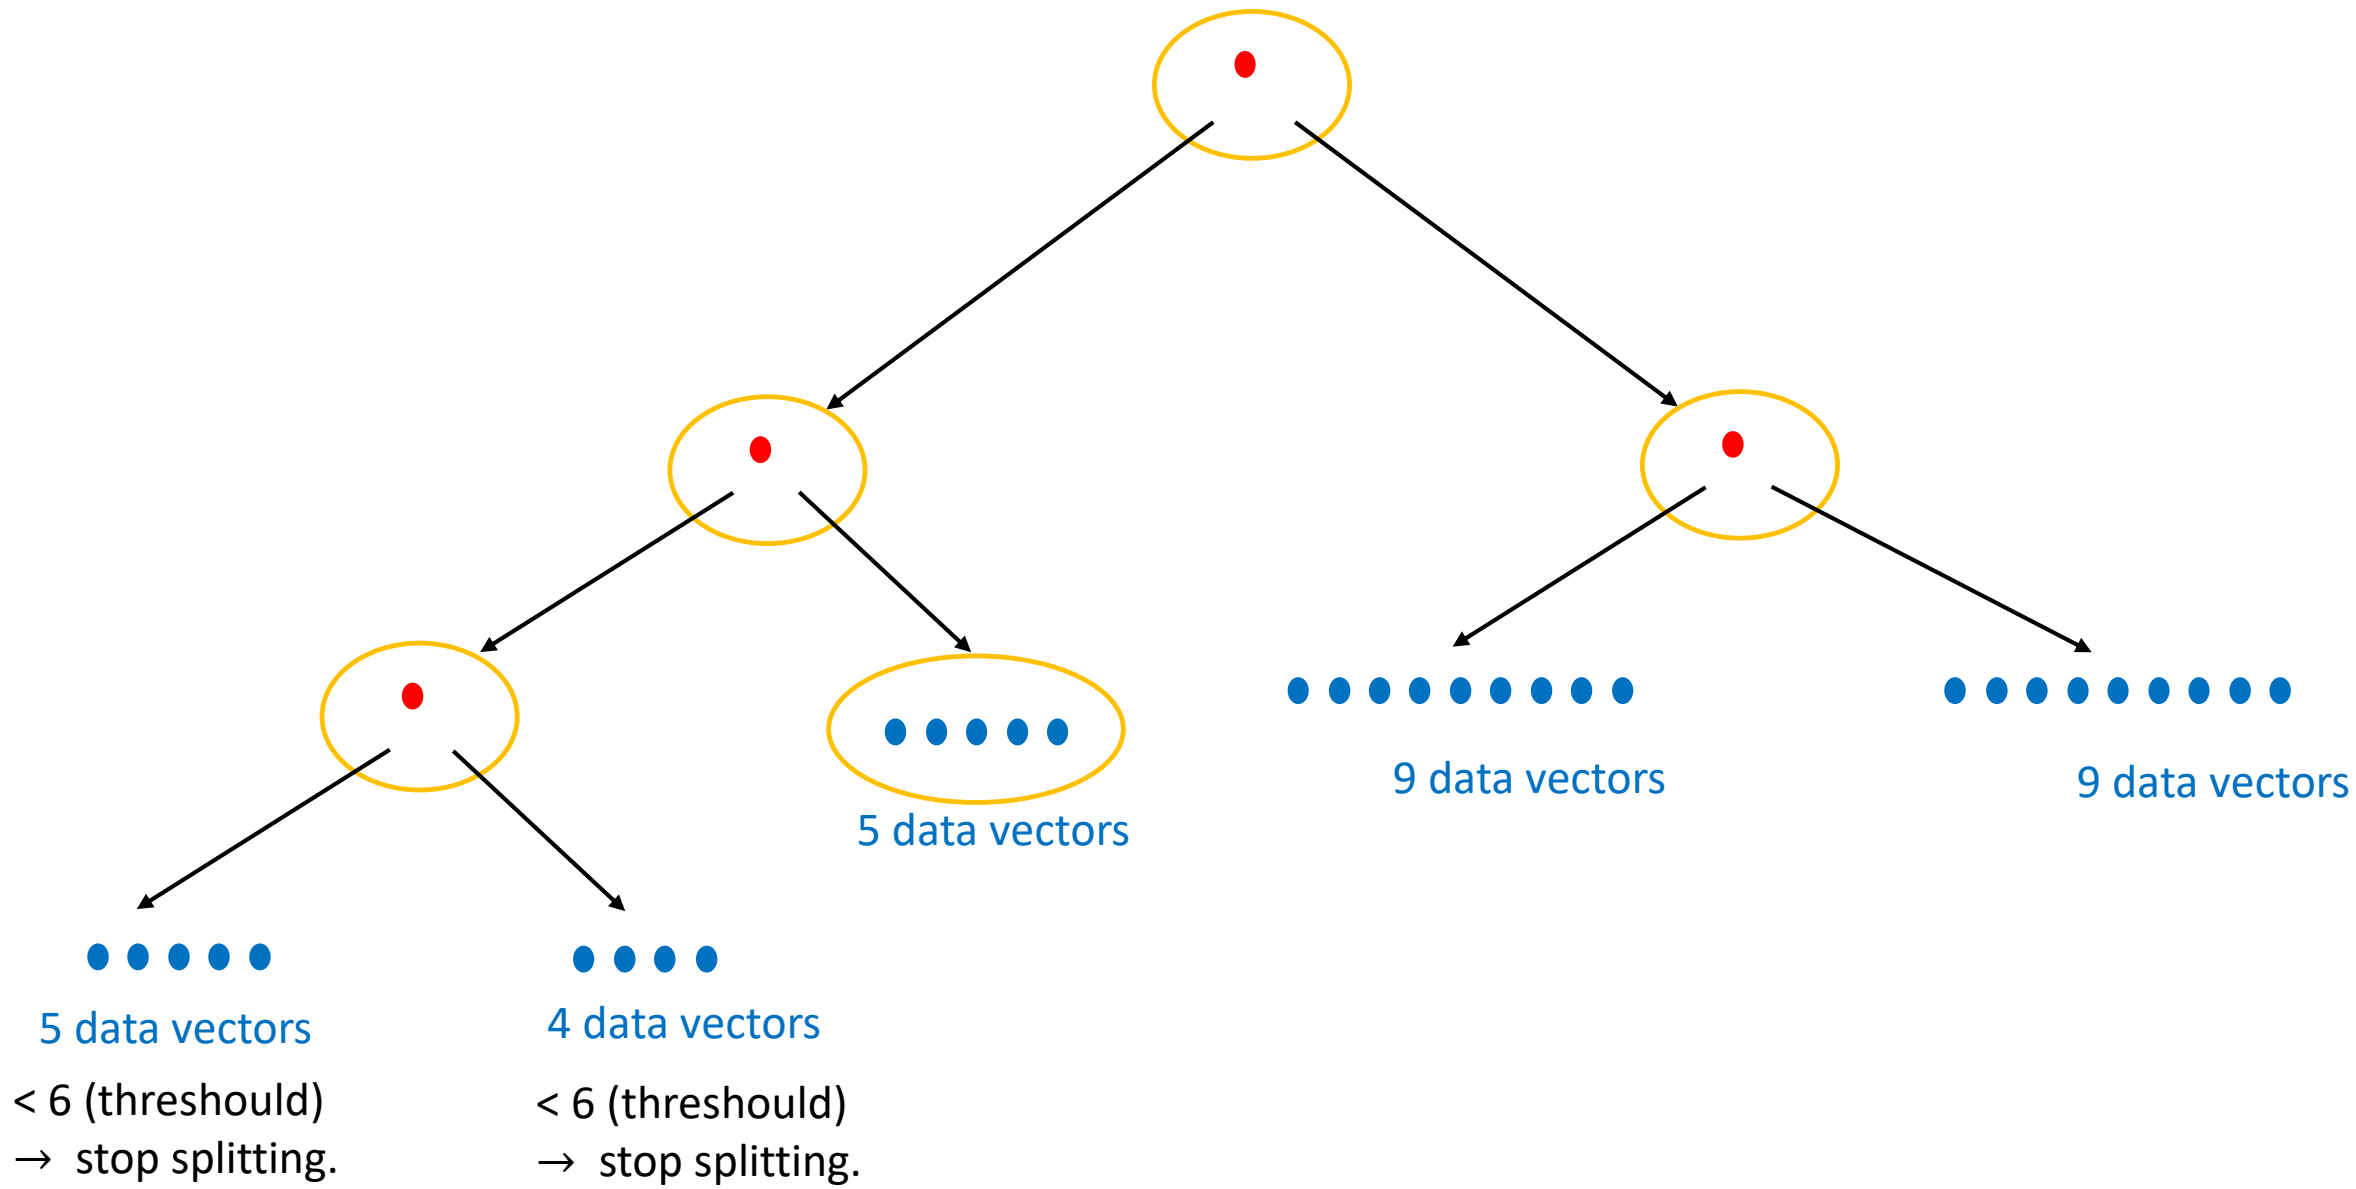 9 data vectors
9 data vectors
5 data vectors
5 data vectors
< 6 (threshould)
→ stop splitting.
4 data vectors
< 6 (threshould)
→ stop splitting.